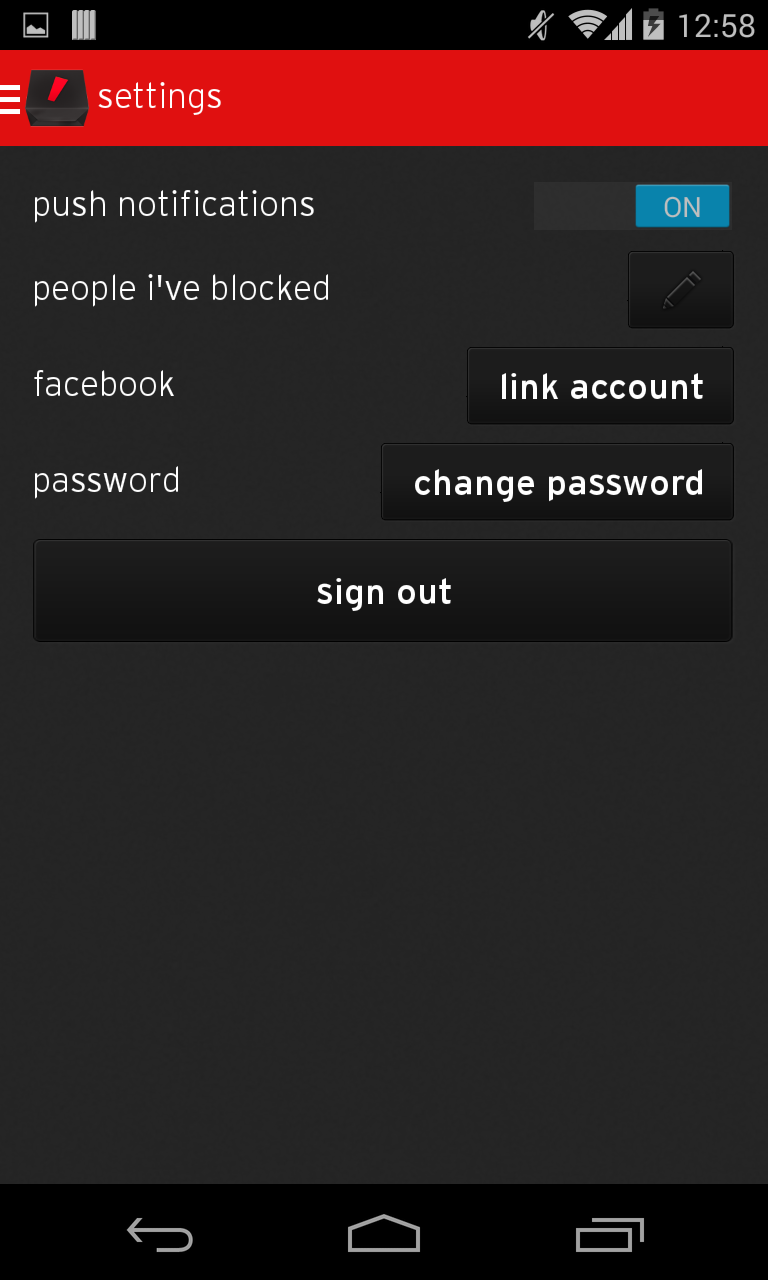 12:58
settings
push notifications ON
people i've blocked
facebook link account
password change password
sign out